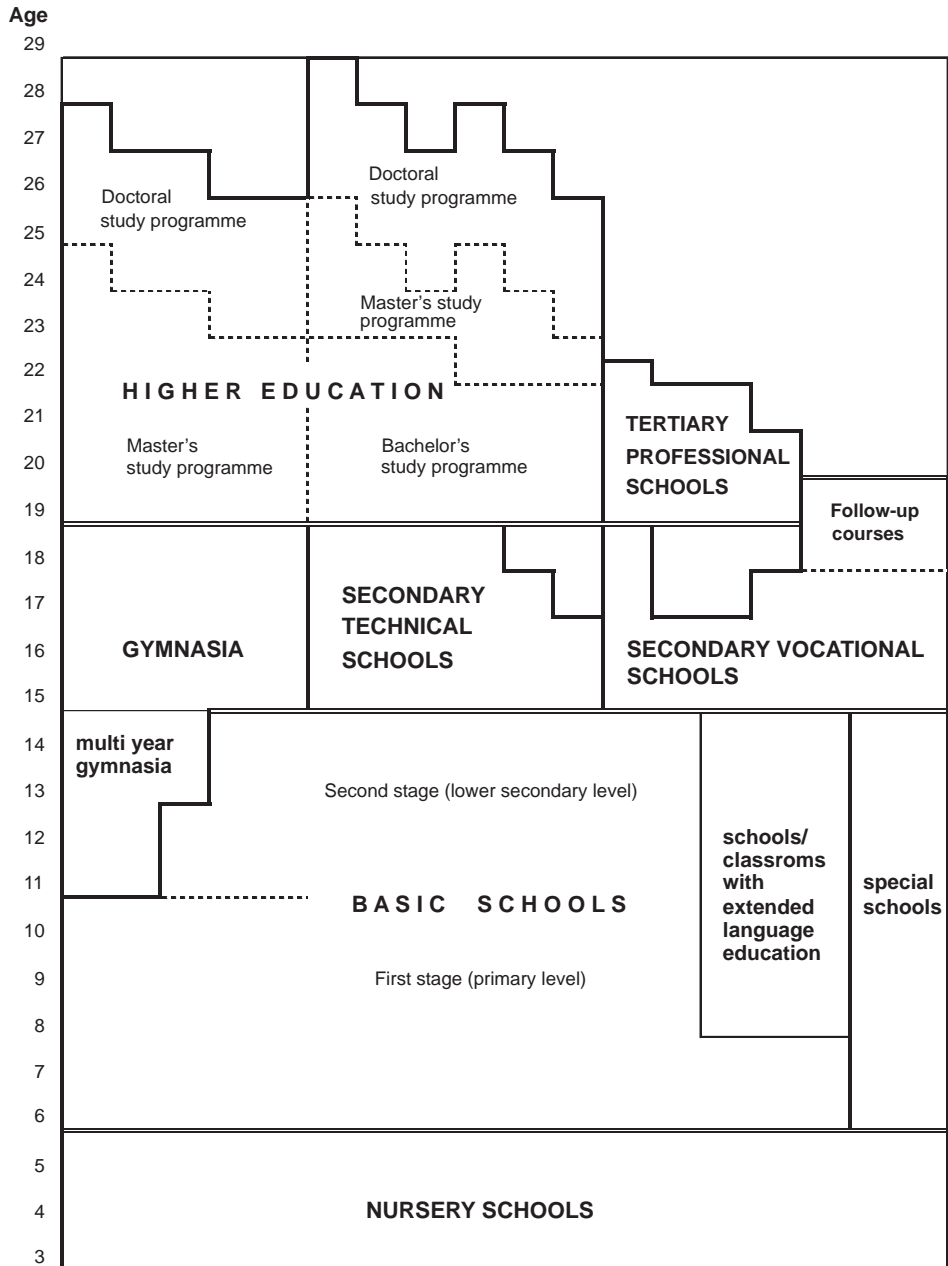 Age
29
28
27
26
25
24
23
22
21
20
19
18
17
16
15
14
13
12
11
10
9
8
7
6
5
4
3
Doctoral
study programme
Doctoral
study programme
Master's study
programme
HIGHER EDUCATION
Master's
study programme
Bachelor's
study programme
TERTIARY
PROFESSIONAL
SCHOOLS
Follow-up
courses
GYMNASIA
SECONDARY
TECHNICAL
SCHOOLS
SECONDARY VOCATIONAL
SCHOOLS
multi year
gymnasia
Second stage (lower secondary level)
BASIC SCHOOLS
First stage (primary level)
schools/
classroms
with
extended
language
education
special
schools
NURSERY SCHOOLS